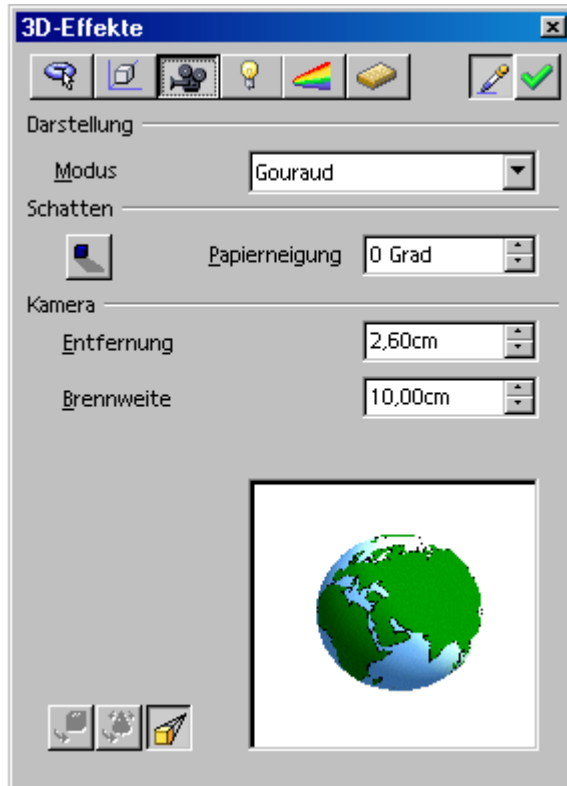 3D-Effekte
Darstellung
Modus Gouraud
Schatten
Papierneigung 0 Grad
Kamera
Entfernung 2,60cm
Brennweite 10,00cm